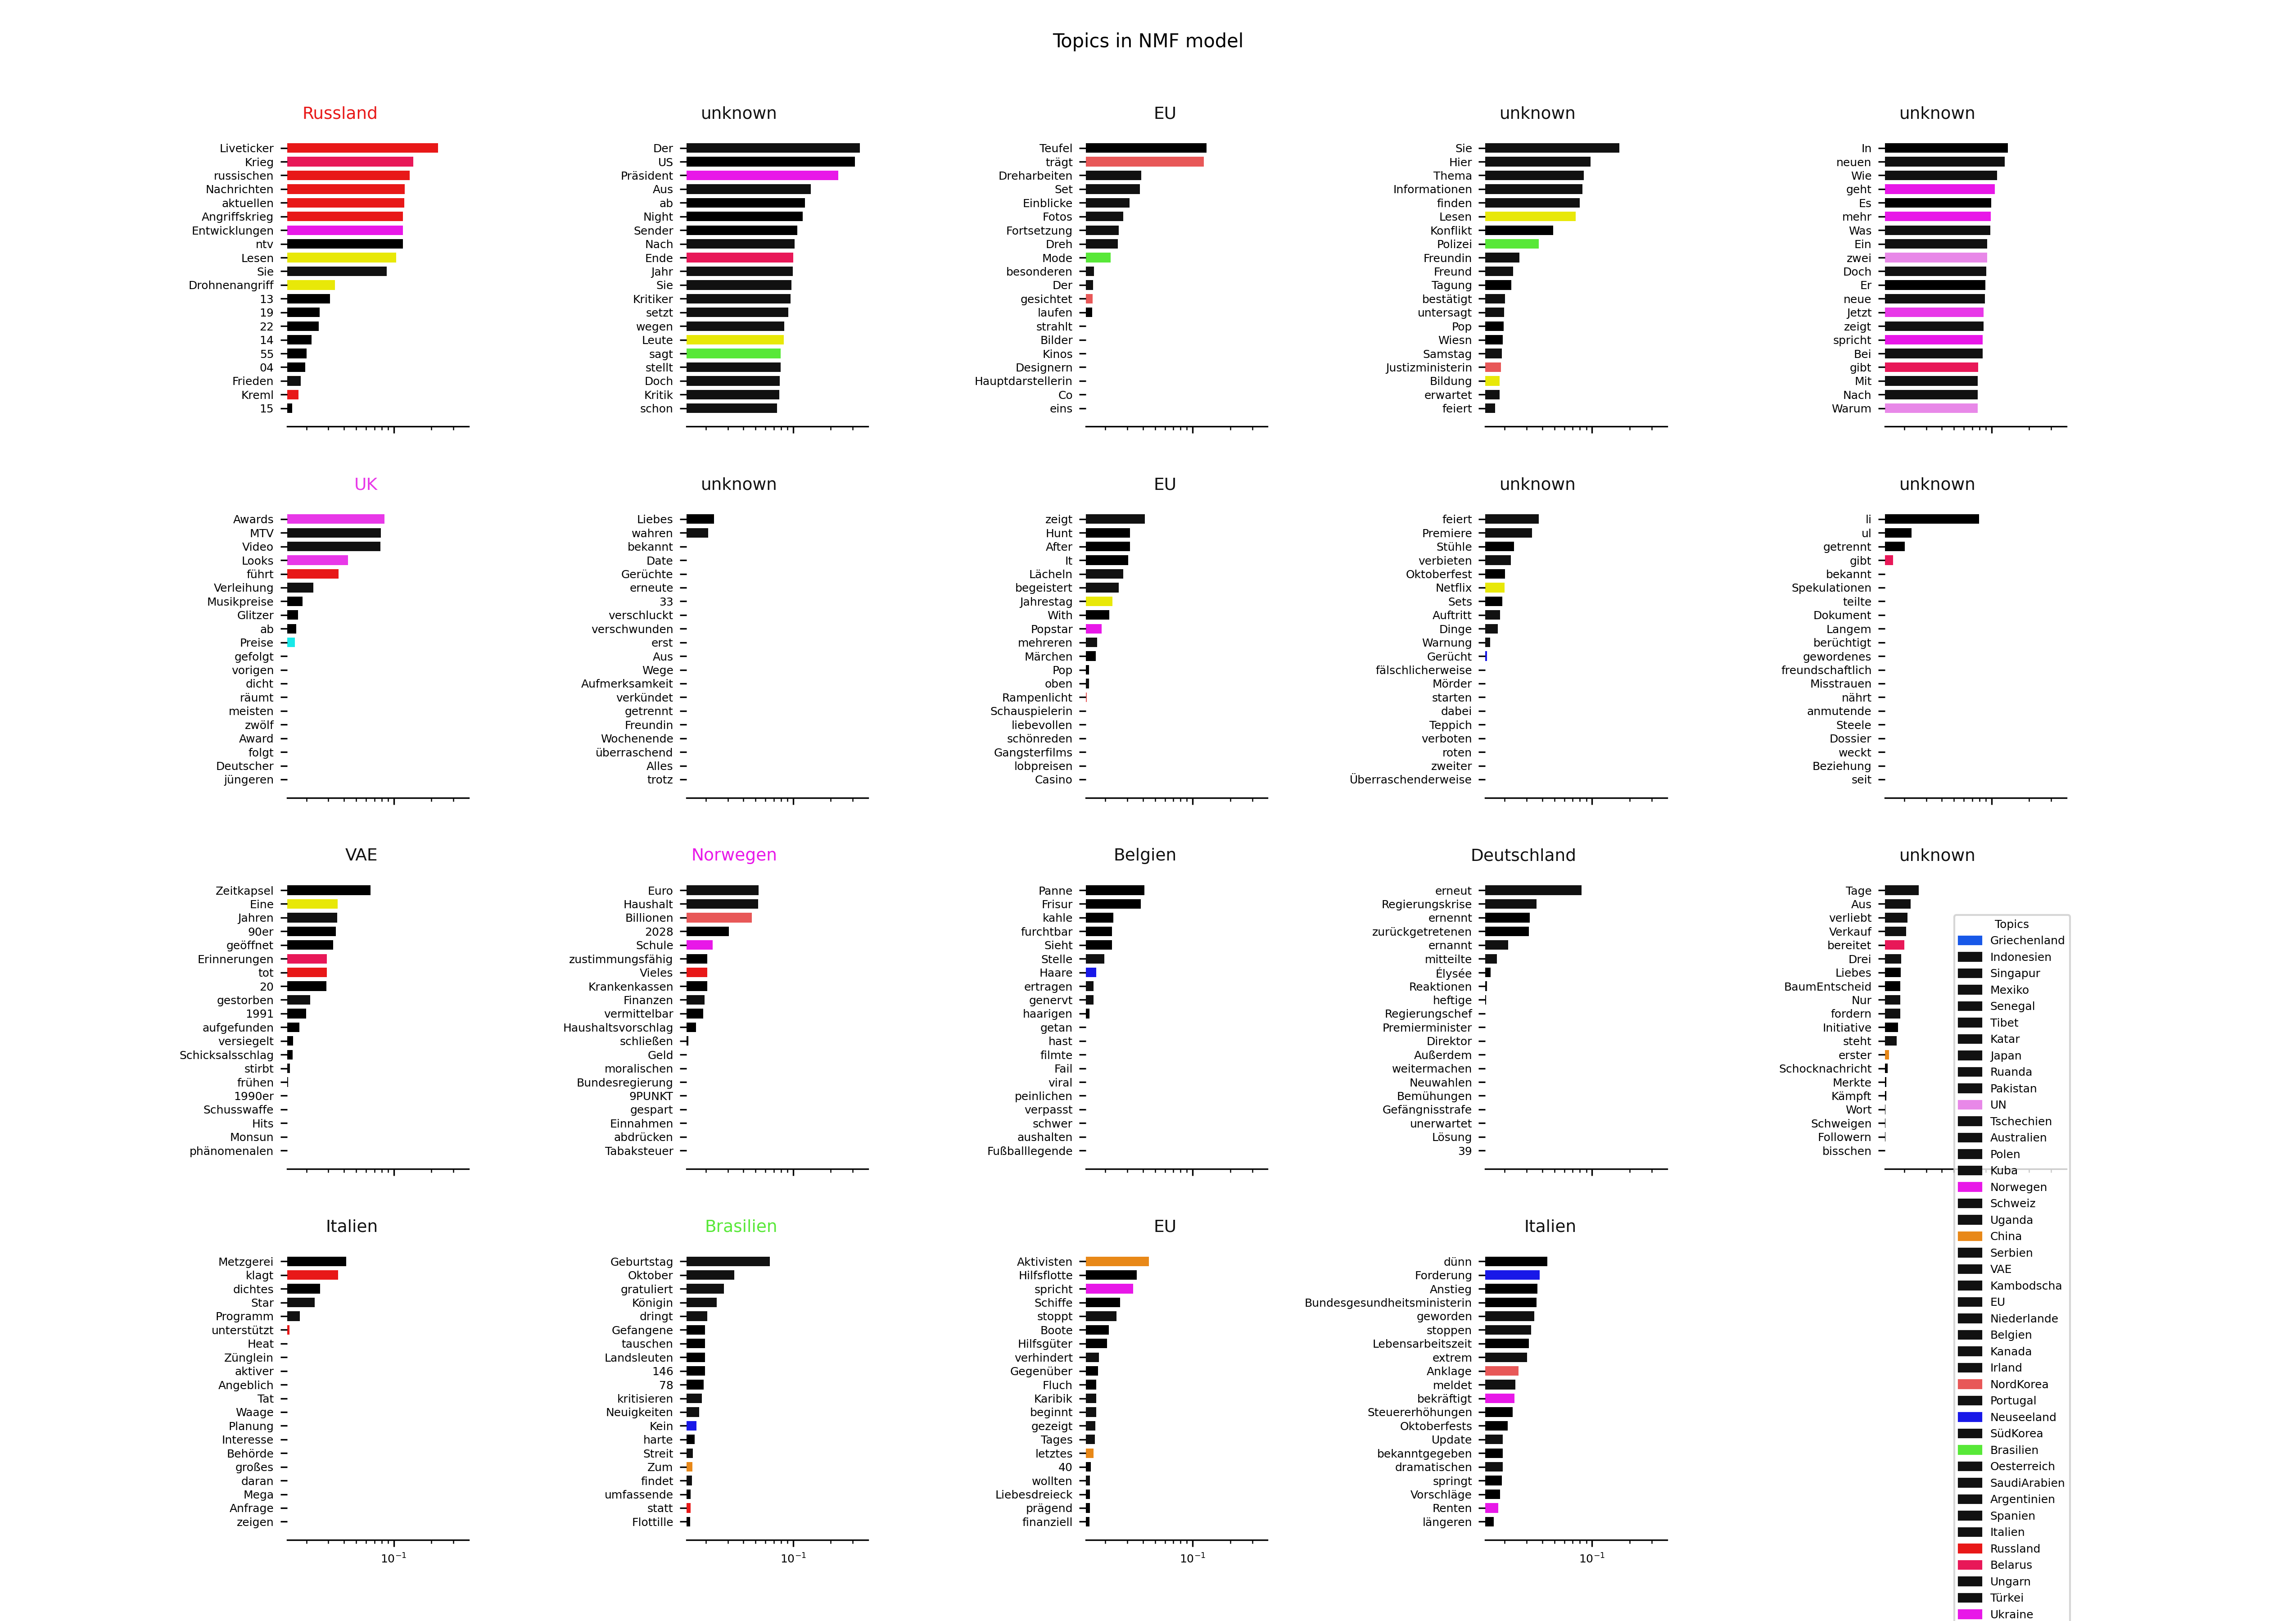 Topics in NMF model
Russland
Liveticker
Krieg
russischen
Nachrichten
aktuellen
Angriffskrieg
Entwicklungen
ntv
Lesen
Sie
Drohnenangriff
13
19
22
14
55
04
Frieden
Kreml
15
unknown
Der
US
Präsident
Aus
ab
Night
Sender
Nach
Ende
Jahr
Sie
Kritiker
setzt
wegen
Leute
sagt
stellt
Doch
Kritik
schon
EU
Teufel
trägt
Dreharbeiten
Set
Einblicke
Fotos
Fortsetzung
Dreh
Mode
besonderen
Der
gesichtet
laufen
strahlt
Bilder
Kinos
Designern
Hauptdarstellerin
Co
eins
unknown
Sie
Hier
Thema
Informationen
finden
Lesen
Konflikt
Polizei
Freundin
Freund
Tagung
bestätigt
untersagt
Pop
Wiesn
Samstag
Justizministerin
Bildung
erwartet
feiert
unknown
In
neuen
Wie
geht
Es
mehr
Was
Ein
zwei
Doch
Er
neue
Jetzt
zeigt
spricht
Bei
gibt
Mit
Nach
Warum
UK
Awards
MTV
Video
Looks
führt
Verleihung
Musikpreise
Glitzer
ab
Preise
gefolgt
vorigen
dicht
räumt
meisten
zwölf
Award
folgt
Deutscher
jüngeren
unknown
Liebes
wahren
bekannt
Date
Gerüchte
erneute
33
verschluckt
verschwunden
erst
Aus
Wege
Aufmerksamkeit
verkündet
getrennt
Freundin
Wochenende
überraschend
Alles
trotz
EU
zeigt
Hunt
After
It
Lächeln
begeistert
Jahrestag
With
Popstar
mehreren
Märchen
Pop
oben
Rampenlicht
Schauspielerin
liebevollen
schönreden
Gangsterfilms
lobpreisen
Casino
unknown
feiert
Premiere
Stühle
verbieten
Oktoberfest
Netflix
Sets
Auftritt
Dinge
Warnung
Gerücht
fälschlicherweise
Mörder
starten
dabei
Teppich
verboten
roten
zweiter
Überraschenderweise
unknown
li
ul
getrennt
gibt
bekannt
Spekulationen
teilte
Dokument
Langem
berüchtigt
gewordenes
freundschaftlich
Misstrauen
nährt
anmutende
Steele
Dossier
weckt
Beziehung
seit
VAE
Zeitkapsel
Eine
Jahren
90er
geöffnet
Erinnerungen
tot
20
gestorben
1991
aufgefunden
versiegelt
Schicksalsschlag
stirbt
frühen
1990er
Schusswaffe
Hits
Monsun
phänomenalen
Norwegen
Euro
Haushalt
Billionen
2028
Schule
zustimmungsfähig
Vieles
Krankenkassen
Finanzen
vermittelbar
Haushaltsvorschlag
schließen
Geld
moralischen
Bundesregierung
9PUNKT
gespart
Einnahmen
abdrücken
Tabaksteuer
Belgien
Panne
Frisur
kahle
furchtbar
Sieht
Stelle
Haare
ertragen
genervt
haarigen
getan
hast
filmte
Fail
viral
peinlichen
verpasst
schwer
aushalten
Fußballlegende
Deutschland
erneut
Regierungskrise
ernennt
zurückgetretenen
ernannt
mitteilte
Élysée
Reaktionen
heftige
Regierungschef
Premierminister
Direktor
Außerdem
weitermachen
Neuwahlen
Bemühungen
Gefängnisstrafe
unerwartet
Lösung
39
unknown
Tage
Aus
verliebt
Verkauf
bereitet
Drei
Liebes
BaumEntscheid
Nur
fordern
Initiative
steht
erster
Schocknachricht
Merkte
Kämpft
Wort
Schweigen
Followern
bisschen
Italien
Metzgerei
klagt
dichtes
Star
Programm
unterstützt
Heat
Zünglein
aktiver
Angeblich
Tat
Waage
Planung
Interesse
Behörde
großes
daran
Mega
Anfrage
zeigen
10⁻¹
Brasilien
Geburtstag
Oktober
gratuliert
Königin
dringt
Gefangene
tauschen
Landsleuten
146
78
kritisieren
Neuigkeiten
Kein
harte
Streit
Zum
findet
umfassende
statt
Flottille
10⁻¹
EU
Aktivisten
Hilfsflotte
spricht
Schiffe
stoppt
Boote
Hilfsgüter
verhindert
Gegenüber
Fluch
Karibik
beginnt
gezeigt
Tages
letztes
40
wollten
Liebesdreieck
prägend
finanziell
10⁻¹
Italien
dünn
Forderung
Anstieg
Bundesgesundheitsministerin
geworden
stoppen
Lebensarbeitszeit
extrem
Anklage
meldet
bekräftigt
Steuererhöhungen
Oktoberfests
Update
bekanntgegeben
dramatischen
springt
Vorschläge
Renten
längeren
10⁻¹
Topics
Griechenland
Indonesien
Singapur
Mexiko
Senegal
Tibet
Katar
Japan
Ruanda
Pakistan
UN
Tschechien
Australien
Polen
Kuba
Norwegen
Schweiz
Uganda
China
Serbien
VAE
Kambodscha
EU
Niederlande
Belgien
Kanada
Irland
NordKorea
Portugal
Neuseeland
SüdKorea
Brasilien
Oesterreich
SaudiArabien
Argentinien
Spanien
Italien
Russland
Belarus
Ungarn
Türkei
Ukraine